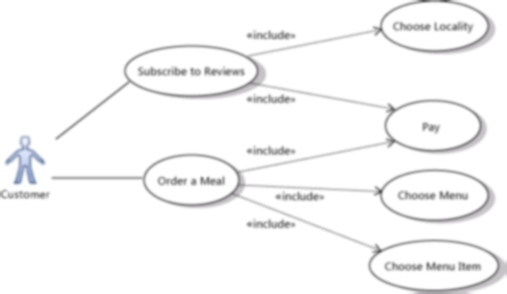 Choose Locality
«include»
Subscribe to Reviews
«include»
Pay
«include»
Customer
Order a Meal
«include»
Choose Menu
«include»
Choose Menu Item